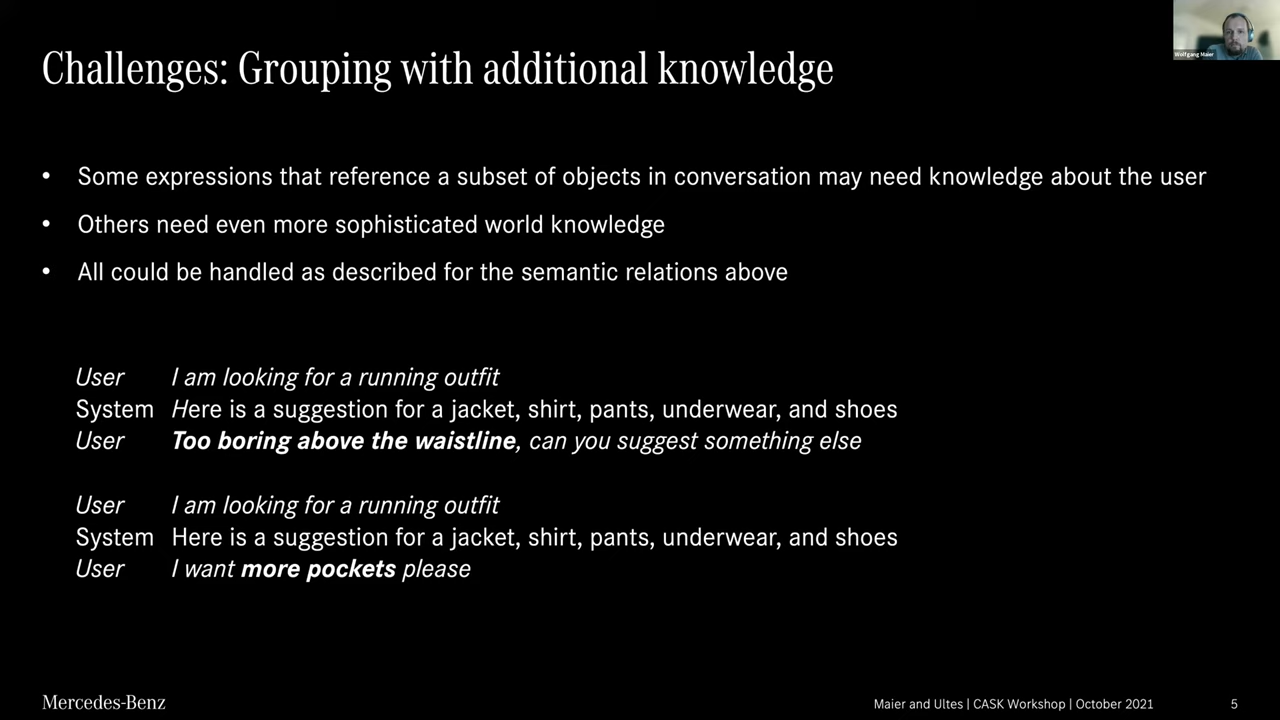 Wolfgang Maier
Challenges: Grouping with additional knowledge
• Some expressions that reference a subset of objects in conversation may need knowledge about the user
• Others need even more sophisticated world knowledge
• All could be handled as described for the semantic relations above
User I am looking for a running outfit
System Here is a suggestion for a jacket, shirt, pants, underwear, and shoes
User Too boring above the waistline, can you suggest something else
User I am looking for a running outfit
System Here is a suggestion for a jacket, shirt, pants, underwear, and shoes
User I want more pockets please
Mercedes-Benz
Maier and Ultes | CASK Workshop | October 2021 5